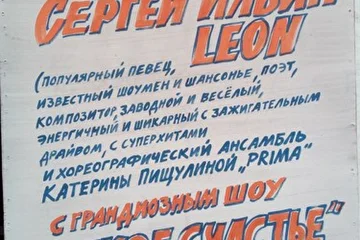 СЕРГЕЙ ИЛЬИН
LEON
(ПОПУЛЯРНЫЙ ПЕВЕЦ,
ИЗВЕСТНЫЙ ШОУМЕН И ШАНСОНЬЕ, ПОЭТ,
КОМПОЗИТОР, ЗАВОДНОЙ И ВЕСЁЛЫЙ,
ЭНЕРГИЧНЫЙ И ШИКАРНЫЙ С ЗАЖИГАТЕЛЬНЫМ
ДРАЙВОМ, С СУПЕРХИТАМИ
И ХОРЕОГРАФИЧЕСКИЙ АНСАМБЛЬ
КАТЕРИНЫ ПИЩУЛИНОЙ „PRIMA"
С ГРАНДИОЗНЫМ ШОУ
СЧАСТЬЕ"